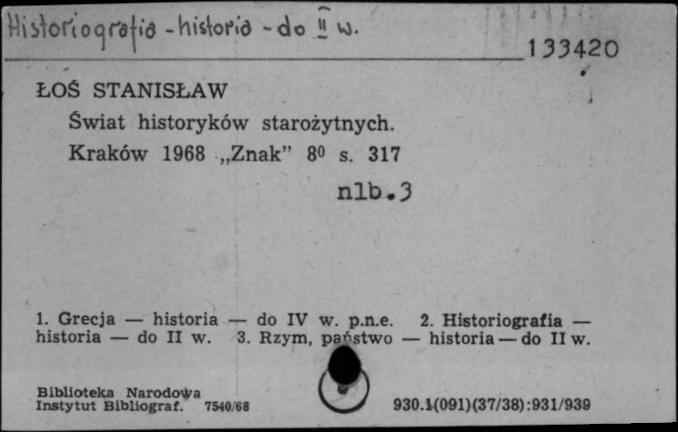 Historiografia - historia - do II w.
133420
ŁOŚ STANISŁAW
Świat historyków starożytnych.
Kraków 1968 „Znak” 8⁰ s. 317
nlb.3
1. Grecja — historia — do IV w. p.n.e. 2. Historiografia —
historia — do II w. 3. Rzym, państwo — historia — do II w.
Biblioteka Narodowa
Instytut Bibliograf. 7540/68
930.1(091)(37/38):931/939